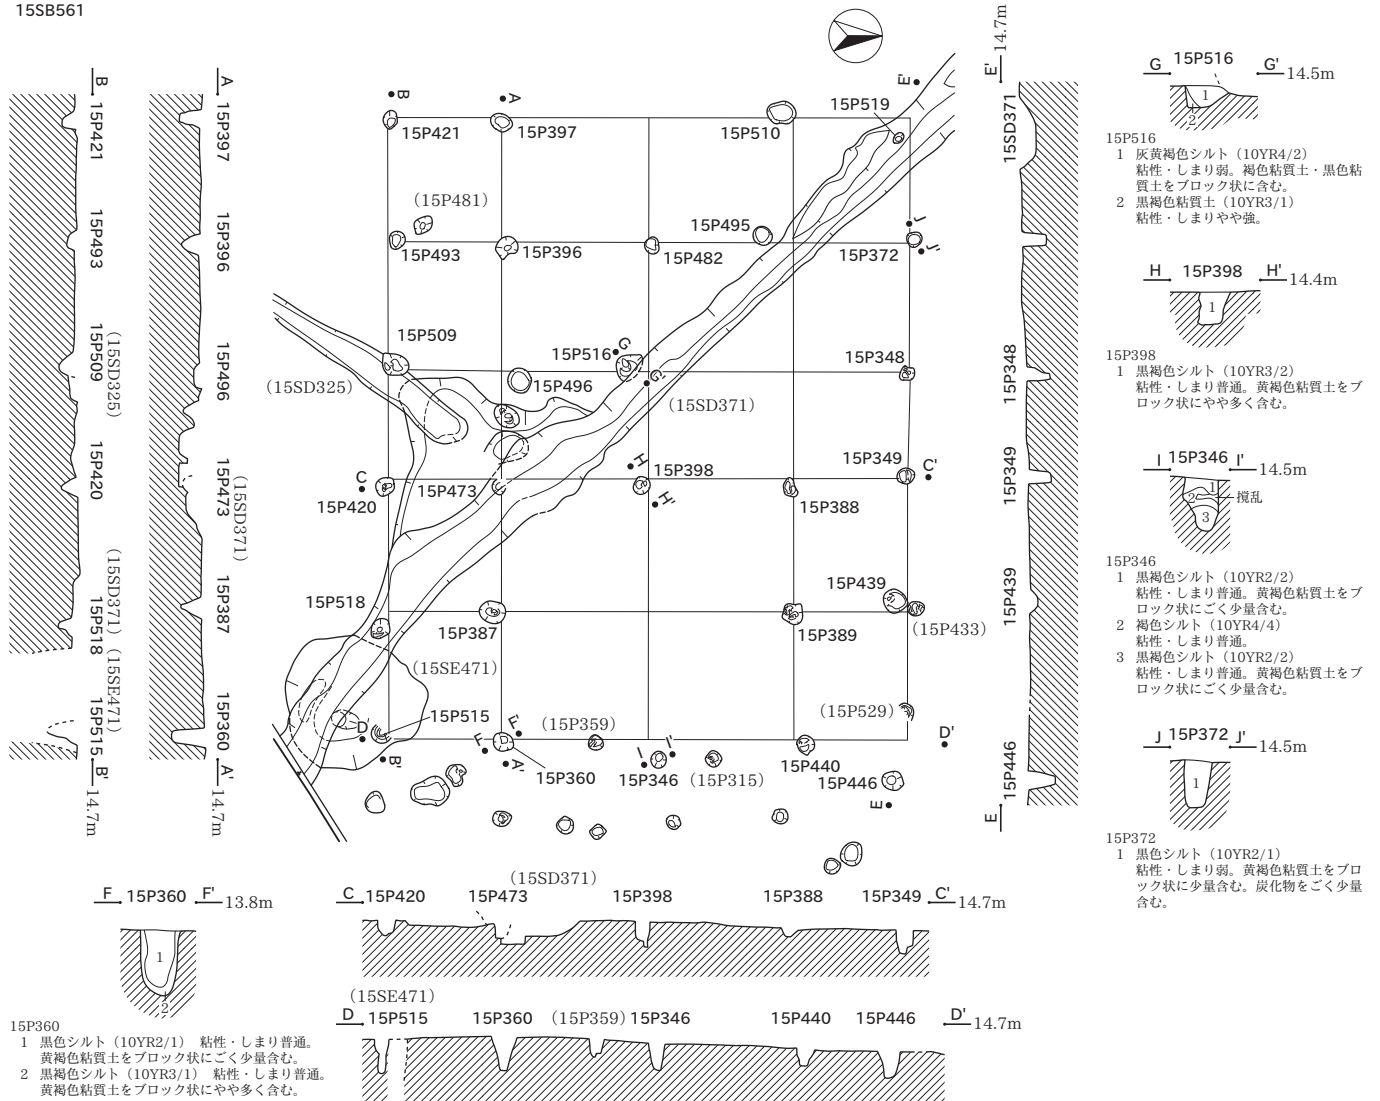 15SB561
B
15P421
15P493
15P509
(15SD325)
15P420
(15SD371)
15P518
(15SE471)
15P515
B'
14.7m
A
15P397
15P396
15P496
15P473
(15SD371)
15P387
15P360
A'
14.7m
B
A
15P421
15P397
15P510
15P519
E'
(15P481)
15P493
15P396
15P482
15P495
15P372
J
J'
15P509
15P516
G
G'
15P348
(15SD325)
15P496
(15SD371)
C
15P420
15P473
H
15P398
H'
15P388
15P349
C'
15P518
15P387
15P439
15P389
(15P433)
(15SE471)
15P515
D
B'
F
F'
A'
15P360
(15P359)
I
I'
15P346
(15P315)
15P440
(15P529)
D'
15P446
E
14.7m
E'
15SD371
15P348
15P349
15P439
15P446
E
G 15P516 G' 14.5m
1
2
15P516
1 灰黄褐色シルト（10YR4/2）
粘性・しまり弱。褐色粘質土・黒色粘
質土をブロック状に含む。
2 黒褐色粘質土（10YR3/1）
粘性・しまりやや強。
H 15P398 H' 14.4m
1
15P398
1 黒褐色シルト（10YR3/2）
粘性・しまり普通。黄褐色粘質土をブ
ロック状にやや多く含む。
I 15P346 I' 14.5m
1
2
撹乱
3
15P346
1 黒褐色シルト（10YR2/2）
粘性・しまり普通。黄褐色粘質土をブ
ロック状にごく少量含む。
2 褐色シルト（10YR4/4）
粘性・しまり普通。
3 黒褐色シルト（10YR2/2）
粘性・しまり普通。黄褐色粘質土をブ
ロック状にごく少量含む。
J 15P372 J' 14.5m
1
15P372
1 黒色シルト（10YR2/1）
粘性・しまり弱。黄褐色粘質土をブロ
ック状に少量含む。炭化物をごく少量
含む。
F 15P360 F' 13.8m
1
2
15P360
1 黒色シルト（10YR2/1） 粘性・しまり普通。
黄褐色粘質土をブロック状にごく少量含む。
2 黒褐色シルト（10YR3/1） 粘性・しまり普通。
黄褐色粘質土をブロック状にやや多く含む。
(15SD371)
C 15P420 15P473 15P398 15P388 15P349 C' 14.7m
(15SE471)
D 15P515 15P360 (15P359) 15P346 15P440 15P446 D' 14.7m